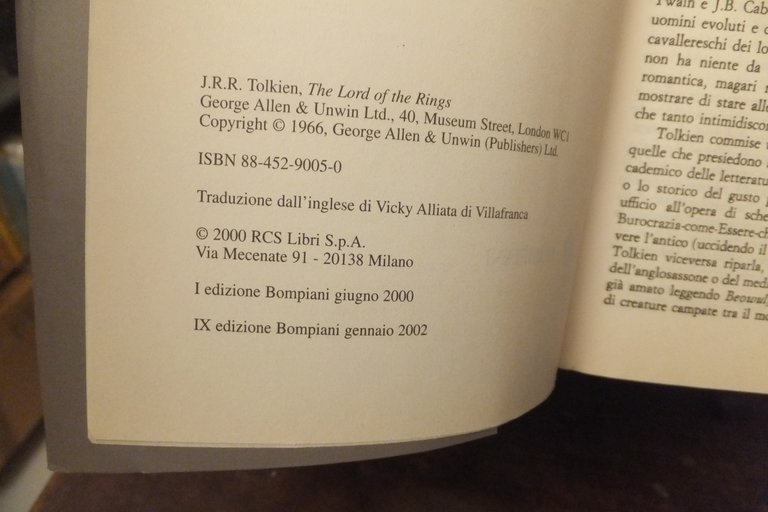 J.R.R. Tolkien, The Lord of the Rings
George Allen & Unwin Ltd., 40, Museum Street, London WC1
Copyright © 1966, George Allen & Unwin (Publishers) Ltd.
ISBN 88-452-9005-0
Traduzione dall'inglese di Vicky Alliata di Villafranca
© 2000 RCS Libri S.p.A.
Via Mecenate 91 - 20138 Milano
I edizione Bompiani giugno 2000
IX edizione Bompiani gennaio 2002
Twain e J.B. Cab
uomini evoluti e
cavallereschi dei lo
non ha niente da
romantica, magari
mostrare di stare alle
che tanto intimidiscon
Tolkien commise
quelle che presiedono
cademico delle letteratu
o lo storico del gusto
ufficio all'opera di sche
Burocrazia-come-Essere-ch
vere l'antico (uccidendo il
Tolkien viceversa riparla,
dell'anglosassone o del med
già amato leggendo Beowulf
di creature campate tra il mo